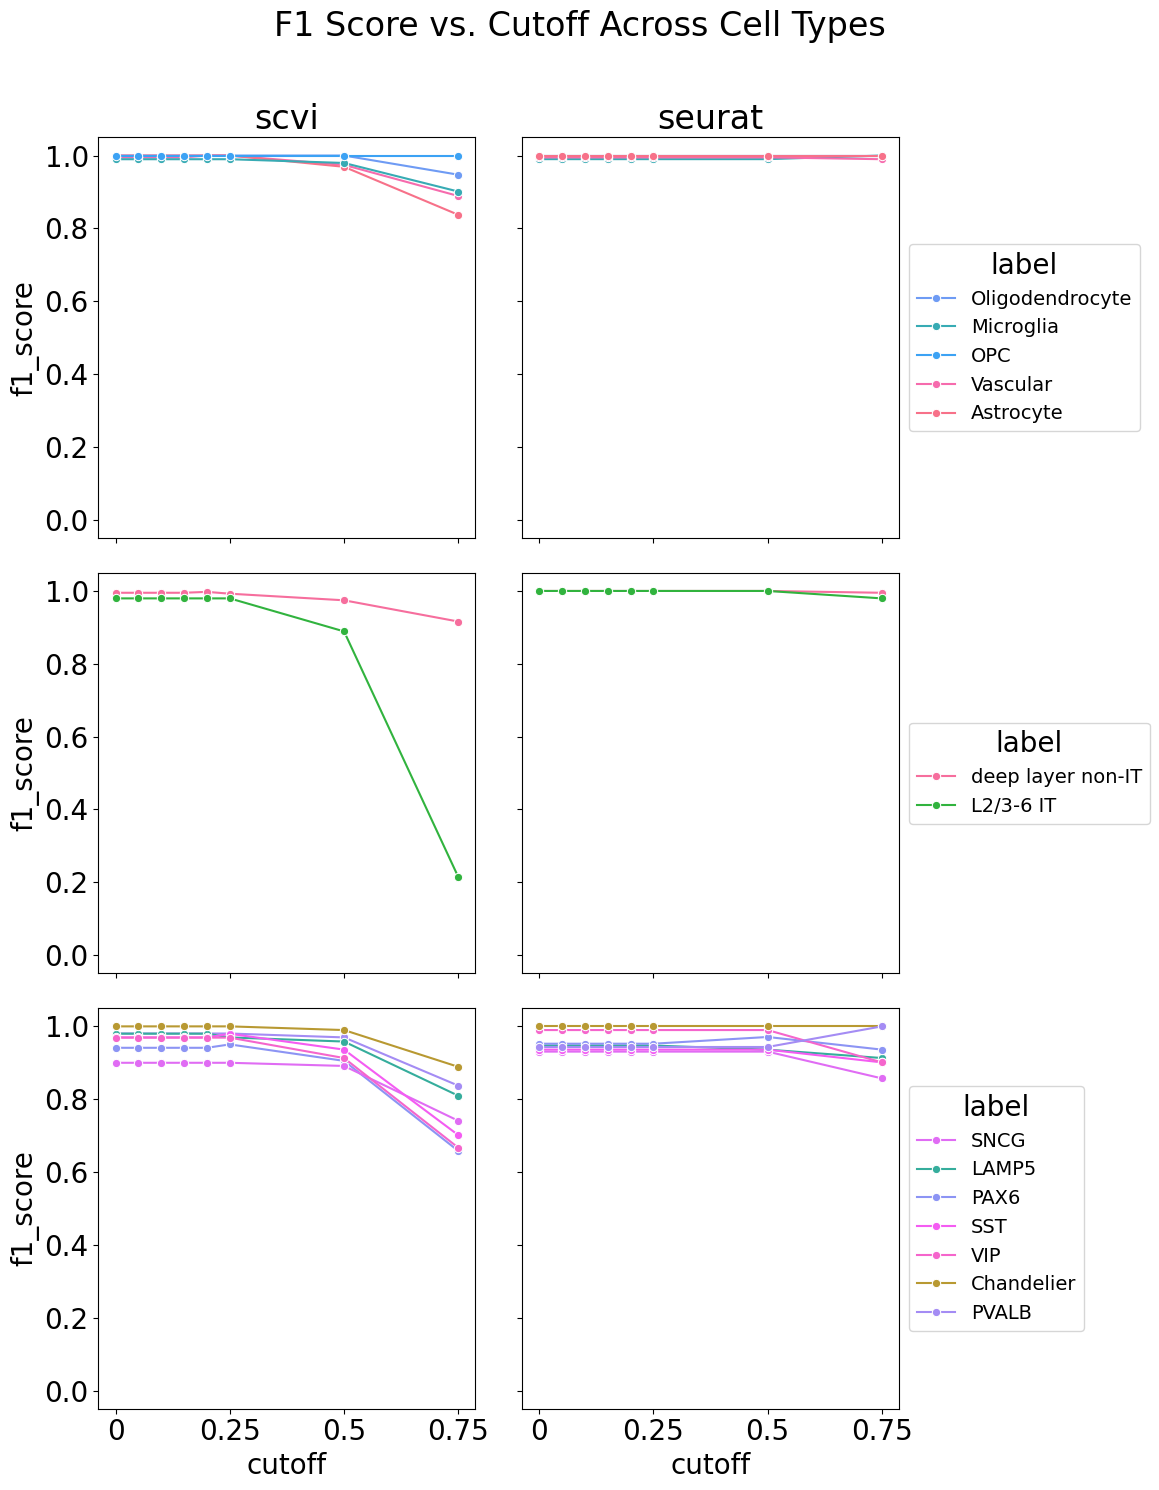 F1 Score vs. Cutoff Across Cell Types
scvi
seurat
1.0
0.8
0.6
0.4
0.2
0.0
f1_score
label
Oligodendrocyte
Microglia
OPC
Vascular
Astrocyte
1.0
0.8
0.6
0.4
0.2
0.0
f1_score
label
deep layer non-IT
L2/3-6 IT
1.0
0.8
0.6
0.4
0.2
0.0
f1_score
label
SNCG
LAMP5
PAX6
SST
VIP
Chandelier
PVALB
0 0.25 0.5 0.75
cutoff
0 0.25 0.5 0.75
cutoff